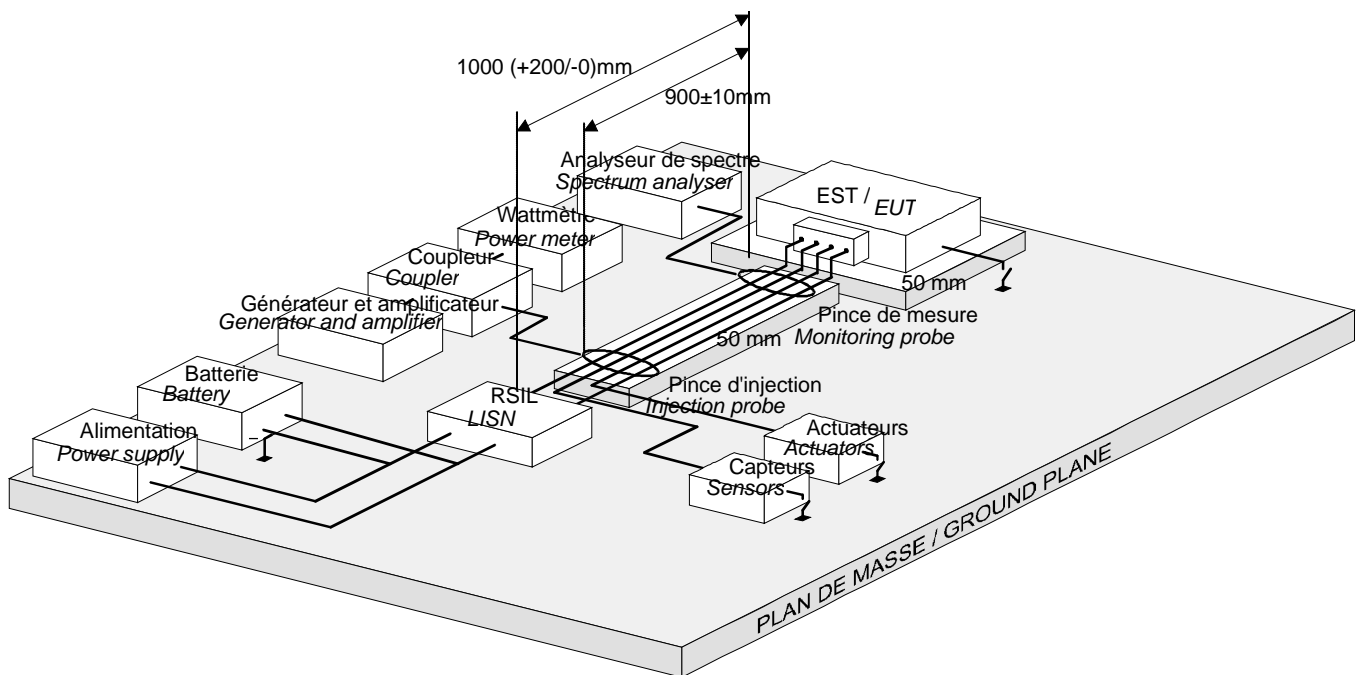 1000 (+200/-0)mm
900±10mm
Analyseur de spectre
Spectrum analyser
EST / EUT
Wattmètre
Power meter
Coupleur
Coupler
50 mm
Générateur et amplificateur
Generator and amplifier
Pince de mesure
Monitoring probe
50 mm
Batterie
Battery
RSIL
LISN
Pince d'injection
Injection probe
Alimentation
Power supply
Actuateurs
Actuators
Capteurs
Sensors
PLAN DE MASSE / GROUND PLANE